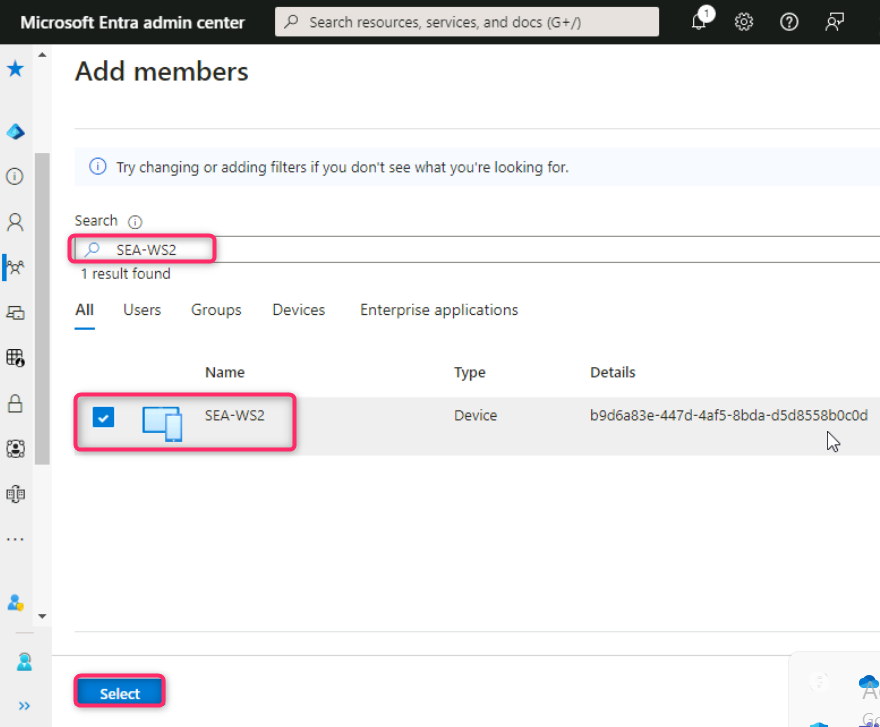 Microsoft Entra admin center
Search resources, services, and docs (G+/)
1
Add members
Try changing or adding filters if you don't see what you're looking for.
Search
SEA-WS2
1 result found
All Users Groups Devices Enterprise applications
Name Type Details
SEA-WS2 Device b9d6a83e-447d-4af5-8bda-d5d8558b0c0d
Select